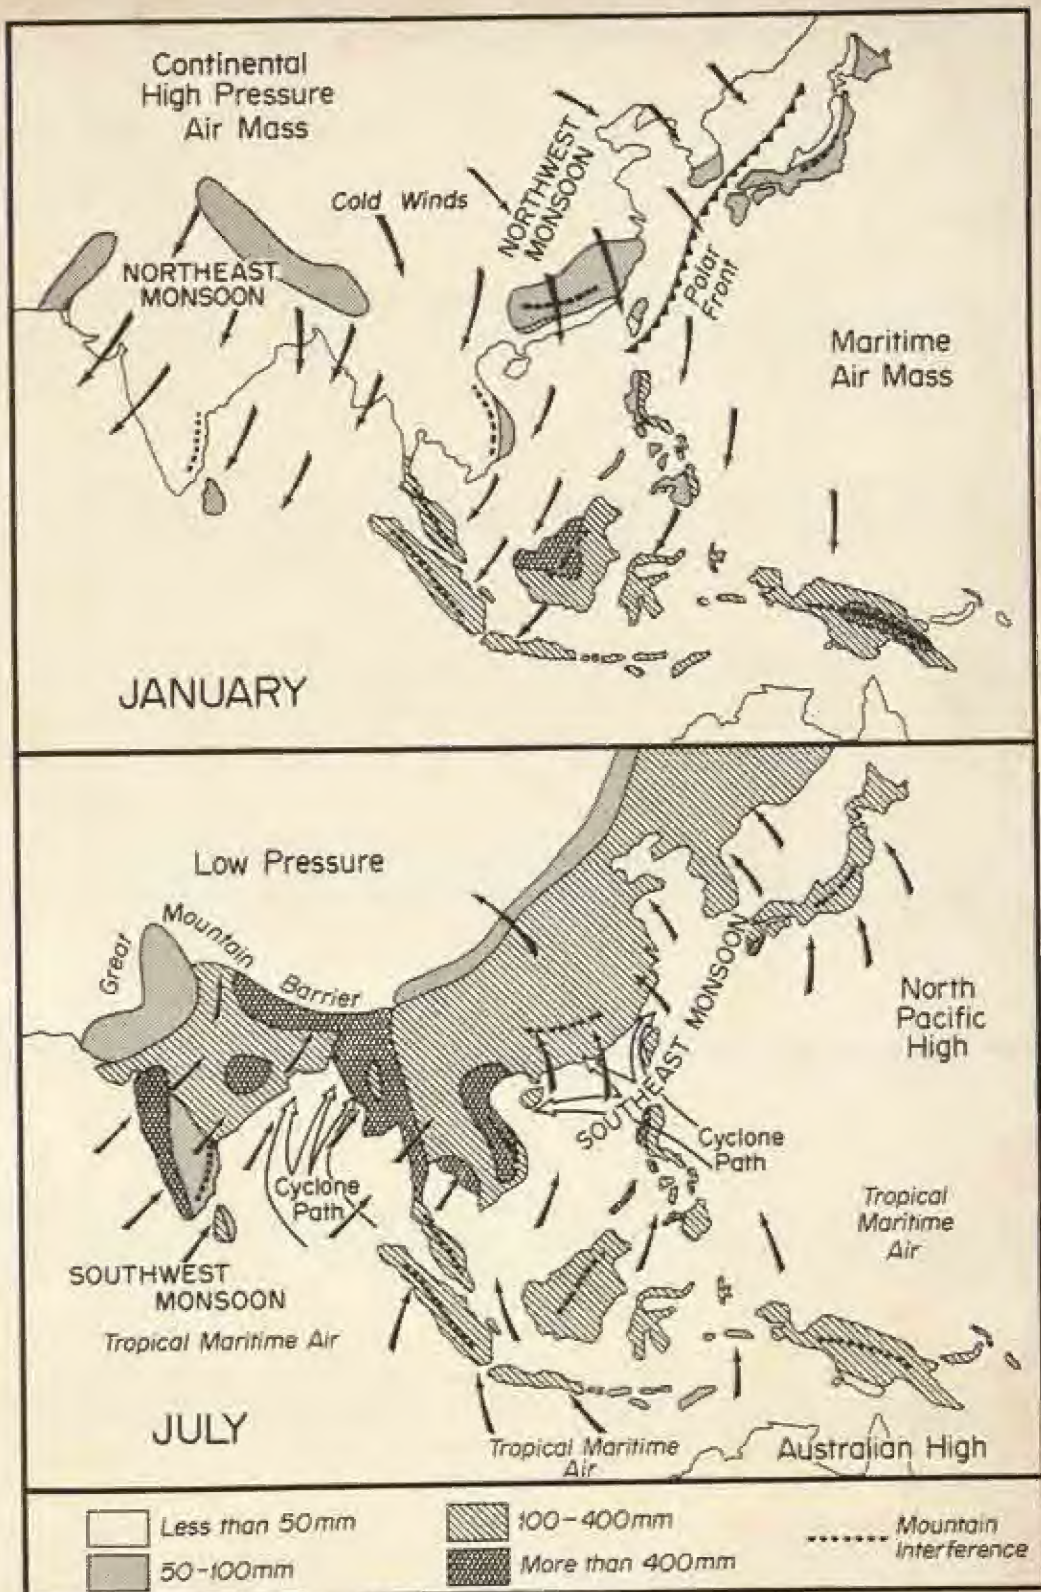 Continental
High Pressure
Air Mass
Cold Winds
NORTHWEST
MONSOON
NORTHEAST
MONSOON
Polar
Front
Maritime
Air Mass
JANUARY
Low Pressure
Great
Mountain
Barrier
North
Pacific
High
SOUTHEAST MONSOON
Cyclone
Path
Cyclone
Path
Tropical
Maritime
Air
SOUTHWEST
MONSOON
Tropical Maritime Air
JULY
Tropical Maritime
Air
Australian High
Less than 50mm
100-400mm
Mountain
Interference
50-100mm
More than 400mm